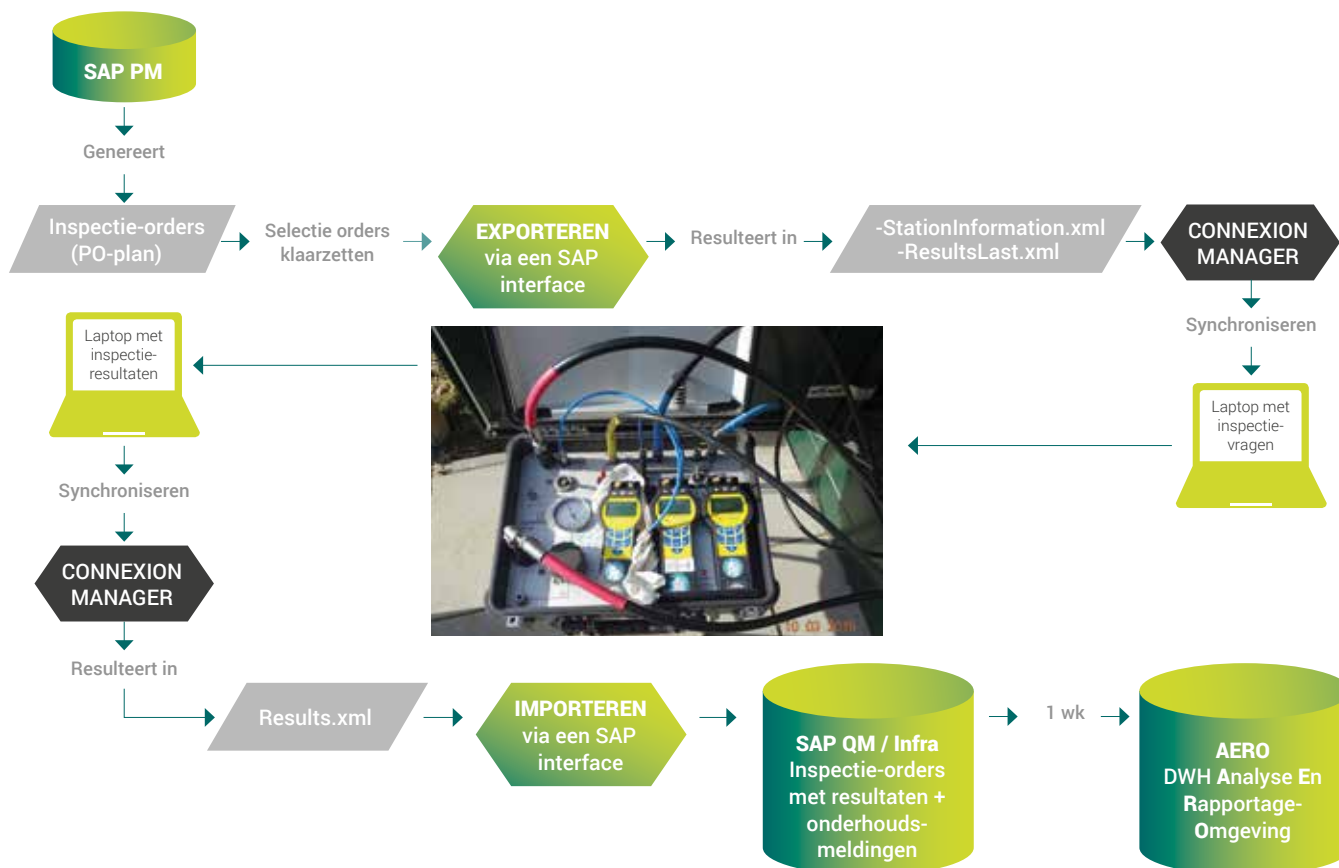 SAP PM
Genereert
Inspectie-orders
(PO-plan)
Selectie orders
klaarzetten
EXPORTEREN
via een SAP
interface
Resulteert in
-StationInformation.xml
-ResultsLast.xml
CONNEXION
MANAGER
Synchroniseren
Laptop met
inspectie-
vragen
Laptop met
inspectie-
resultaten
Synchroniseren
CONNEXION
MANAGER
Resulteert in
Results.xml
IMPORTEREN
via een SAP
interface
SAP QM / Infra
Inspectie-orders
met resultaten +
onderhouds-
meldingen
1 wk
AERO
DWH Analyse En
Rapportage-
Omgeving